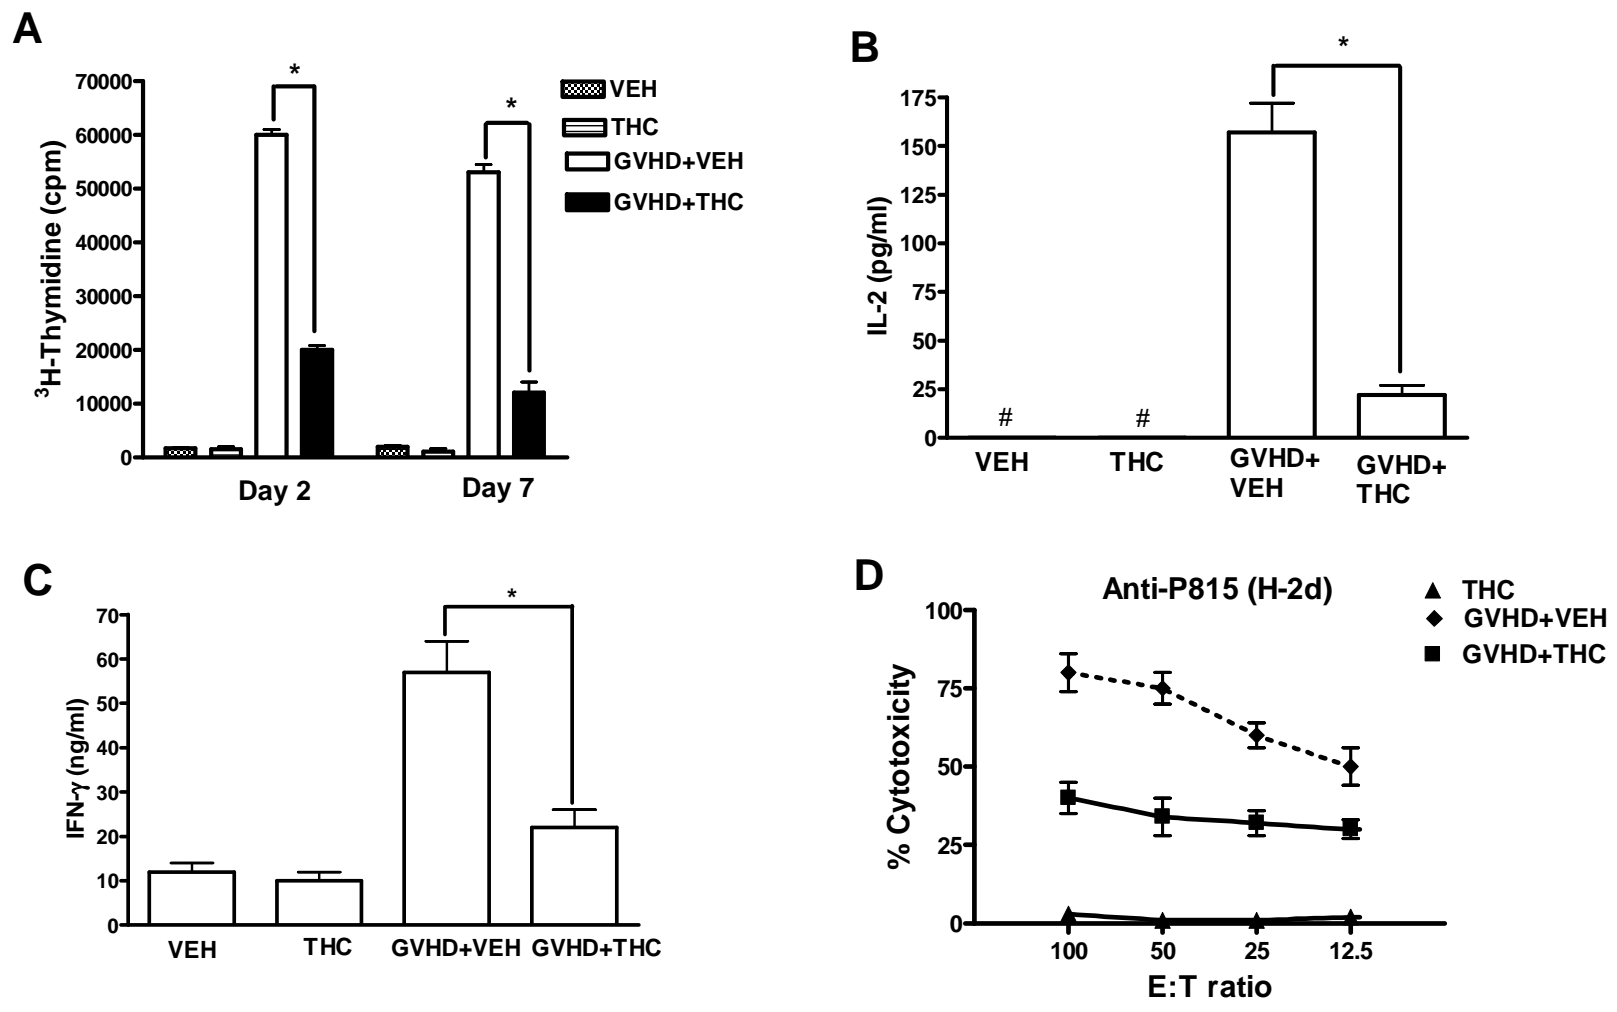 A
*
*
70000
60000
50000
40000
30000
20000
10000
0
³H-Thymidine (cpm)
Day 2
Day 7
VEH
THC
GVHD+VEH
GVHD+THC
B
*
175
150
125
100
75
50
25
0
IL-2 (pg/ml)
#
#
VEH
THC
GVHD+
VEH
GVHD+
THC
C
*
70
60
50
40
30
20
10
0
IFN-γ (ng/ml)
VEH
THC
GVHD+VEH
GVHD+THC
D
Anti-P815 (H-2d)
THC
GVHD+VEH
GVHD+THC
100
75
50
25
0
% Cytotoxicity
100
50
25
12.5
E:T ratio